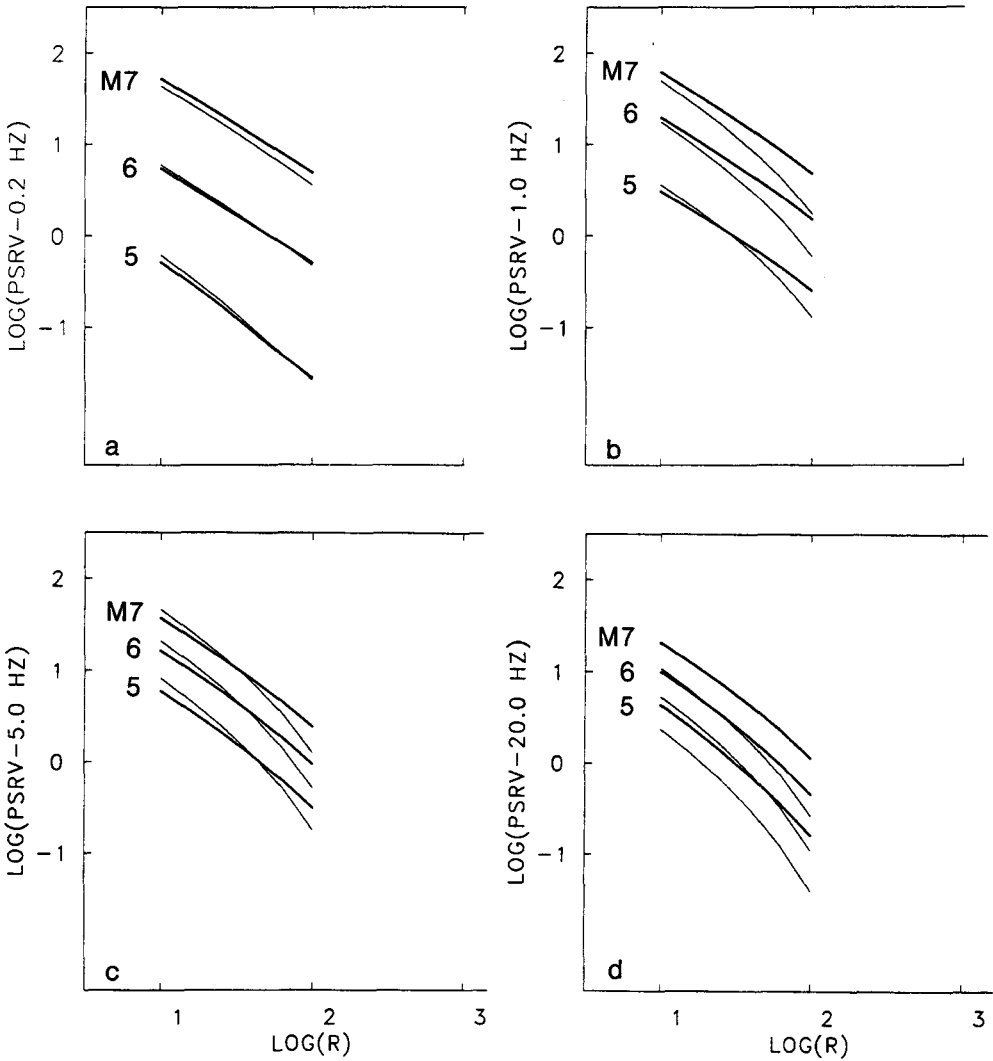 LOG(PSRV-0.2 HZ)
2
1
0
-1
M7
6
5
a
LOG(PSRV-1.0 HZ)
2
1
0
-1
M7
6
5
b
LOG(PSRV-5.0 HZ)
2
1
0
-1
M7
6
5
c
1
2
3
LOG(R)
LOG(PSRV-20.0 HZ)
2
1
0
-1
M7
6
5
d
1
2
3
LOG(R)